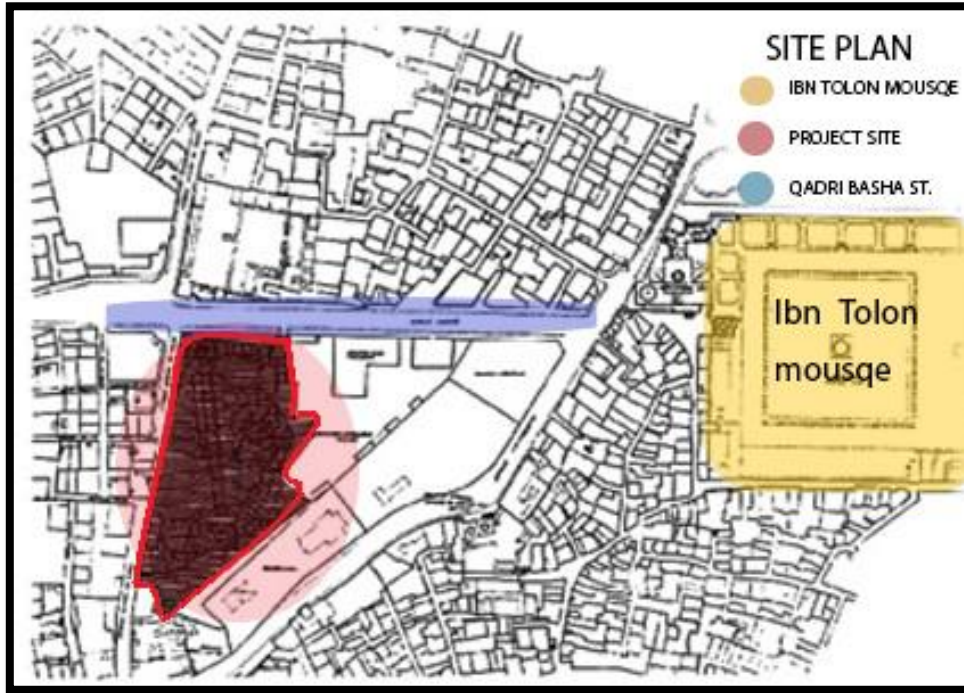 SITE PLAN
IBN TOLON MOUSQE
PROJECT SITE
QADRI BASHA ST.
Ibn Tolon
mousqe